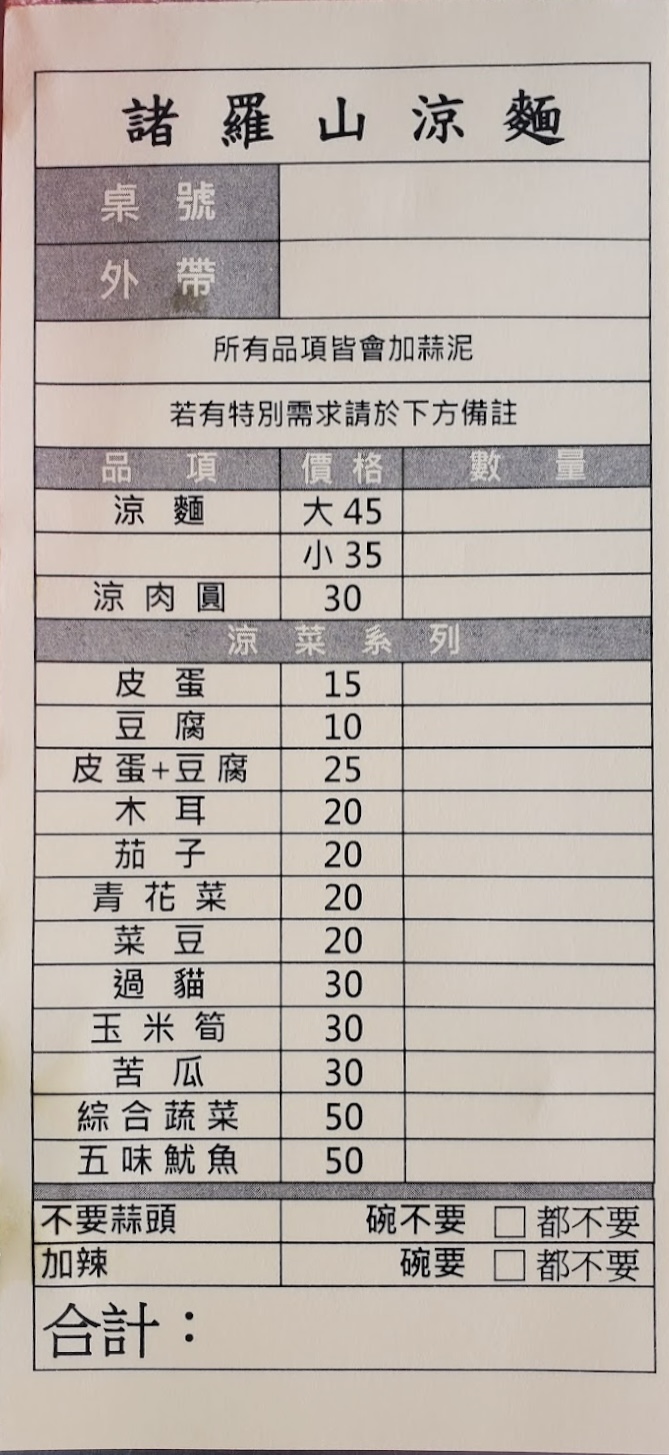 諸羅山涼麵
桌號
外帶
所有品項皆會加蒜泥
若有特別需求請於下方備註
品項 價格 數量
涼麵 大 45
小 35
涼肉圓 30
涼菜系列
皮蛋 15
豆腐 10
皮蛋+豆腐 25
木耳 20
茄子 20
青花菜 20
菜豆 20
過貓 30
玉米筍 30
苦瓜 30
綜合蔬菜 50
五味魷魚 50
不要蒜頭 碗不要 □都不要
加辣 碗要 □都不要
合計：